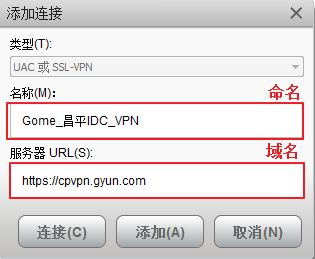 添加连接
类型(T):
UAC 或 SSL-VPN
名称(M):
命名
Gome_昌平IDC_VPN
服务器 URL(S):
域名
https://cpvpn.gyun.com
连接(C) 添加(A) 取消(N)